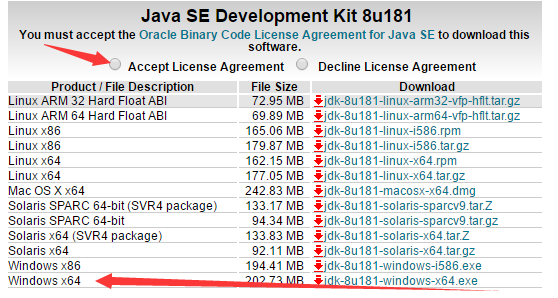 Java SE Development Kit 8u181
You must accept the Oracle Binary Code License Agreement for Java SE to download this
software.
Accept License Agreement Decline License Agreement
Product / File Description File Size Download
Linux ARM 32 Hard Float ABI 72.95 MB jdk-8u181-linux-arm32-vfp-hflt.tar.gz
Linux ARM 64 Hard Float ABI 69.89 MB jdk-8u181-linux-arm64-vfp-hflt.tar.gz
Linux x86 165.06 MB jdk-8u181-linux-i586.rpm
Linux x86 179.87 MB jdk-8u181-linux-i586.tar.gz
Linux x64 162.15 MB jdk-8u181-linux-x64.rpm
Linux x64 177.05 MB jdk-8u181-linux-x64.tar.gz
Mac OS X x64 242.83 MB jdk-8u181-macosx-x64.dmg
Solaris SPARC 64-bit (SVR4 package) 133.17 MB jdk-8u181-solaris-sparcv9.tar.Z
Solaris SPARC 64-bit 94.34 MB jdk-8u181-solaris-sparcv9.tar.gz
Solaris x64 (SVR4 package) 133.83 MB jdk-8u181-solaris-x64.tar.Z
Solaris x64 92.11 MB jdk-8u181-solaris-x64.tar.gz
Windows x86 194.41 MB jdk-8u181-windows-i586.exe
Windows x64 202.73 MB jdk-8u181-windows-x64.exe